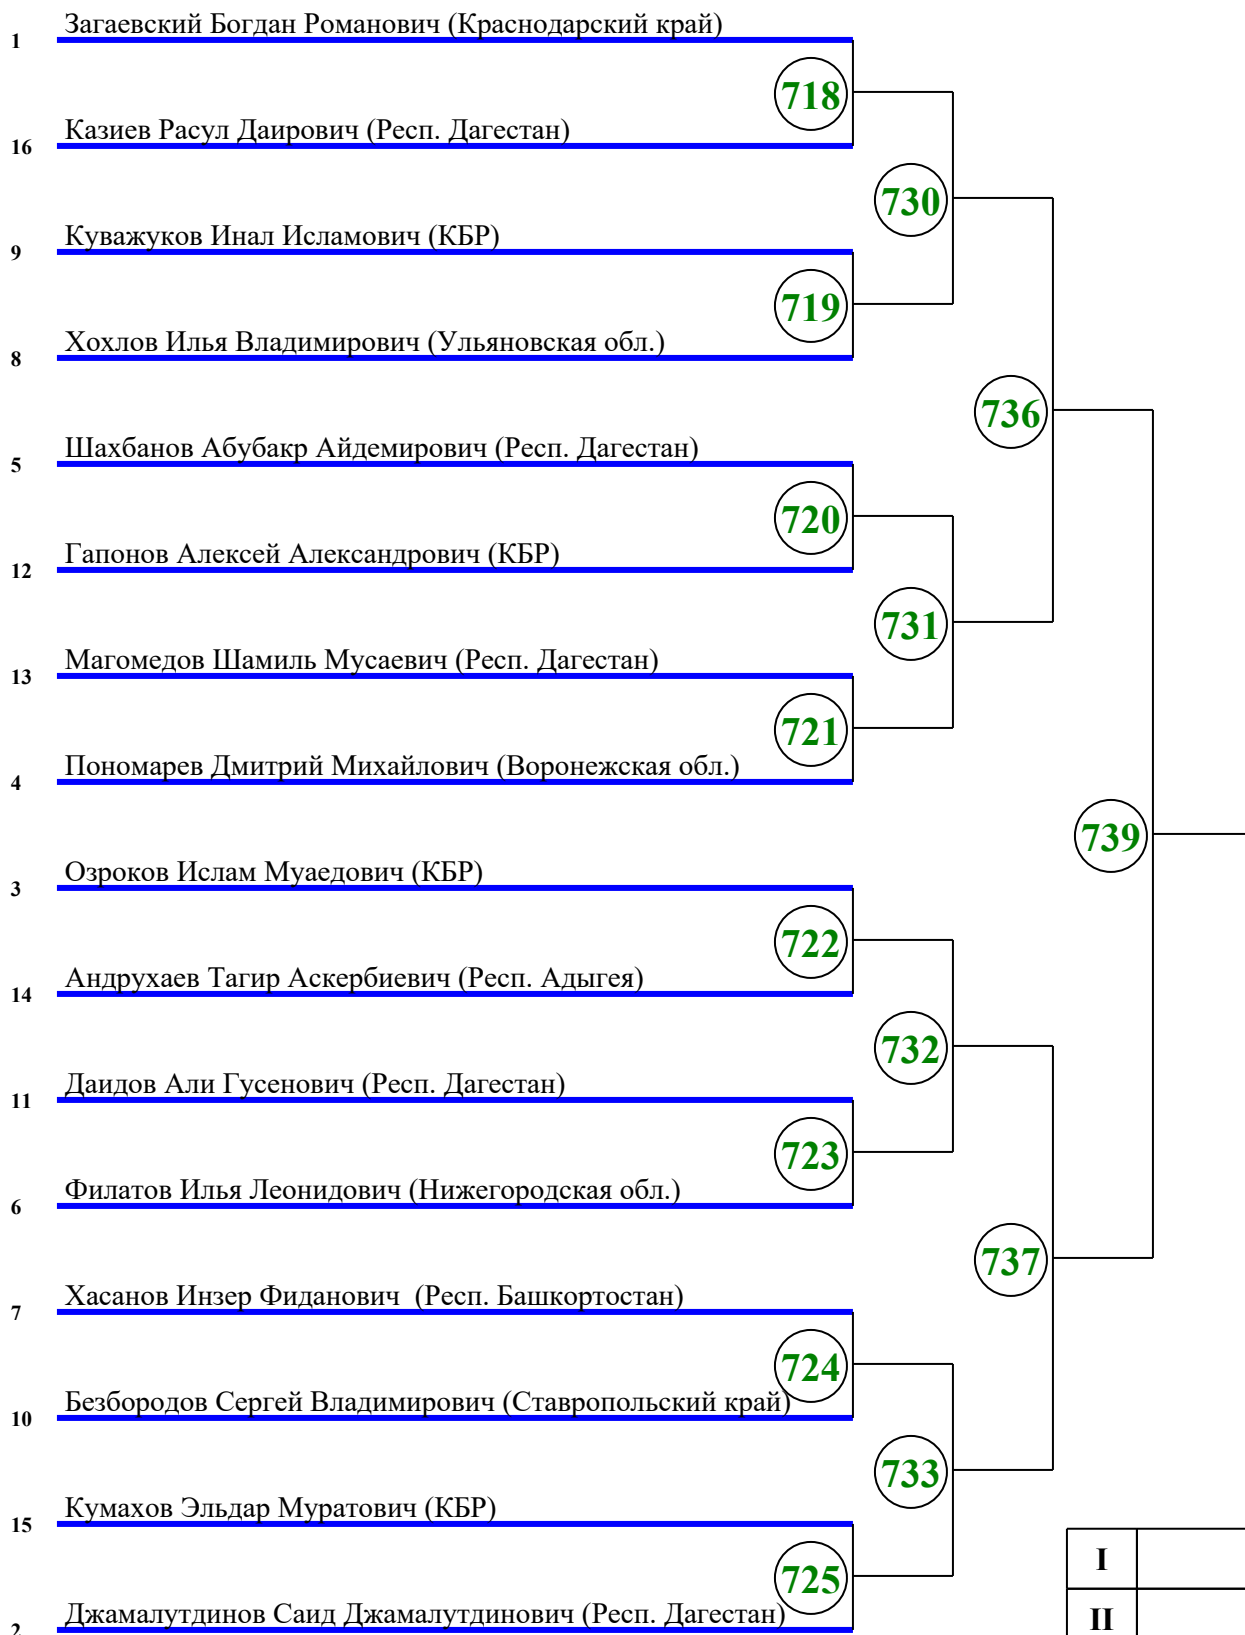 Загаевский Богдан Романович (Краснодарский край)
1
718
Казиев Расул Даирович (Респ. Дагестан)
16
730
Куважуков Инал Исламович (КБР)
9
719
Хохлов Илья Владимирович (Ульяновская обл.)
8
736
Шахбанов Абубакр Айдемирович (Респ. Дагестан)
5
720
Гапонов Алексей Александрович (КБР)
12
731
Магомедов Шамиль Мусаевич (Респ. Дагестан)
13
721
Пономарев Дмитрий Михайлович (Воронежская обл.)
4
739
Озроков Ислам Муаедович (КБР)
3
722
Андрухаев Тагир Аскербиевич (Респ. Адыгея)
14
732
Даидов Али Гусенович (Респ. Дагестан)
11
723
Филатов Илья Леонидович (Нижегородская обл.)
6
737
Хасанов Инзер Фиданович  (Респ. Башкортостан)
7
724
Безбородов Сергей Владимирович (Ставропольский край)
10
733
Кумахов Эльдар Муратович (КБР)
15
I
725
Джамалутдинов Саид Джамалутдинович (Респ. Дагестан)
2
II